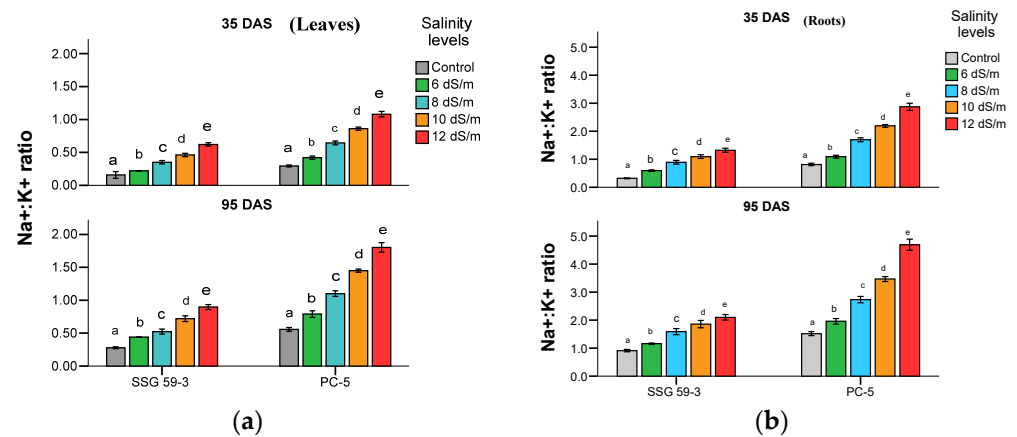 35 DAS (Leaves)
Salinity
levels
Control
6 dS/m
8 dS/m
10 dS/m
12 dS/m
Na+:K+ ratio
2.00
1.50
1.00
0.50
0.00
a b c d e
a b c d e
95 DAS
2.00
1.50
1.00
0.50
0.00
a b c d e
a b c d e
SSG 59-3 PC-5
(a)
35 DAS (Roots)
Salinity
levels
Control
6 dS/m
8 dS/m
10 dS/m
12 dS/m
Na+:K+ ratio
5.0
4.0
3.0
2.0
1.0
0.0
a b c d e
a b c d e
95 DAS
Na+:K+ ratio
5.0
4.0
3.0
2.0
1.0
0.0
a b c d e
a b c d e
SSG 59-3 PC-5
(b)